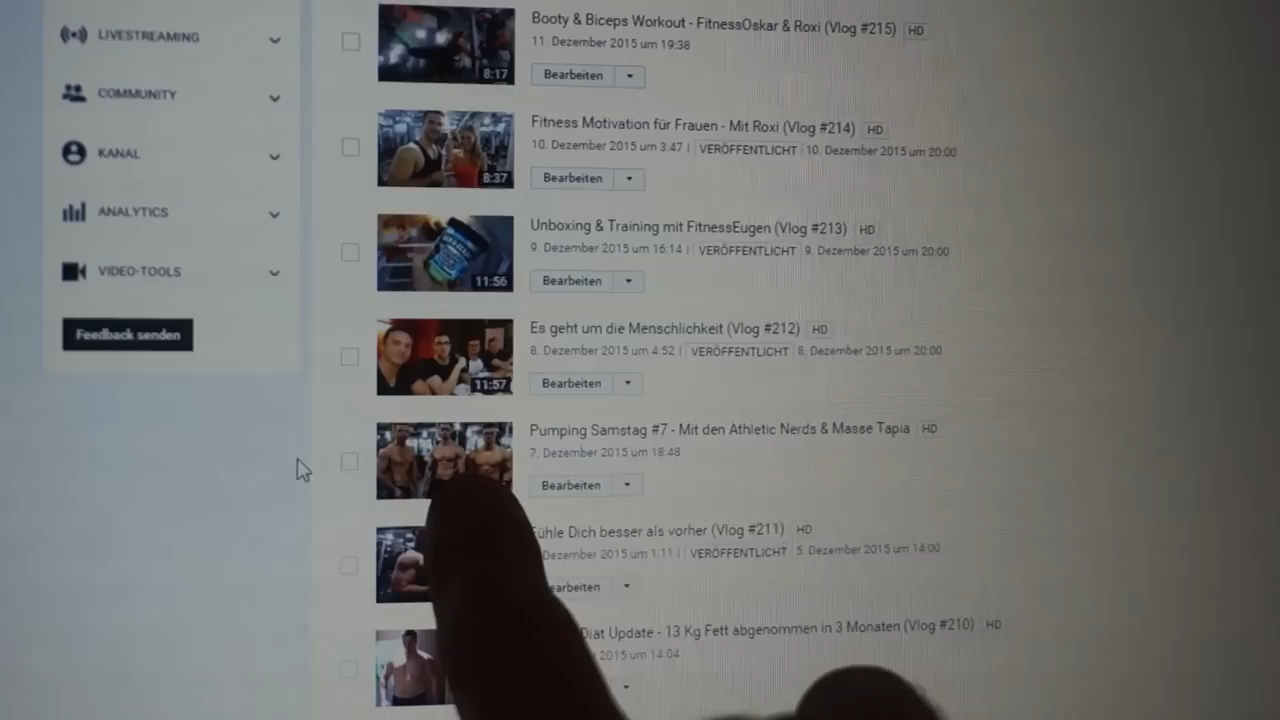 LIVESTREAMING
COMMUNITY
KANAL
ANALYTICS
VIDEO-TOOLS
Feedback senden
Booty & Biceps Workout - FitnessOskar & Roxi (Vlog #215) HD
11. Dezember 2015 um 19:38
8:17
Bearbeiten
Fitness Motivation für Frauen - Mit Roxi (Vlog #214) HD
10. Dezember 2015 um 3:47 | VERÖFFENTLICHT 10. Dezember 2015 um 20:00
8:37
Bearbeiten
Unboxing & Training mit FitnessEugen (Vlog #213) HD
9. Dezember 2015 um 16:14 | VERÖFFENTLICHT 9. Dezember 2015 um 20:00
11:56
Bearbeiten
Es geht um die Menschlichkeit (Vlog #212) HD
8. Dezember 2015 um 4:52 | VERÖFFENTLICHT 8. Dezember 2015 um 20:00
11:57
Bearbeiten
Pumping Samstag #7 - Mit den Athletic Nerds & Masse Tapia HD
7. Dezember 2015 um 18:48
Bearbeiten
ühle Dich besser als vorher (Vlog #211) HD
Dezember 2015 um 1:11 | VERÖFFENTLICHT 5. Dezember 2015 um 14:00
earbeiten
Diät Update - 13 Kg Fett abgenommen in 3 Monaten (Vlog #210) HD
2015 um 14:04